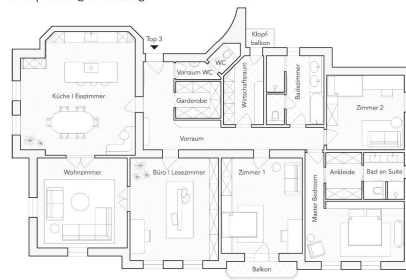 Top 3
Klopf-
balkon
WC
Vorraum WC
Wirtschaftsraum
Badezimmer
Küche | Esszimmer
Garderobe
Zimmer 2
Vorraum
Wohnzimmer
Büro | Lesezimmer
Zimmer 1
Master Bedroom
Ankleide
Bad en Suite
Balkon